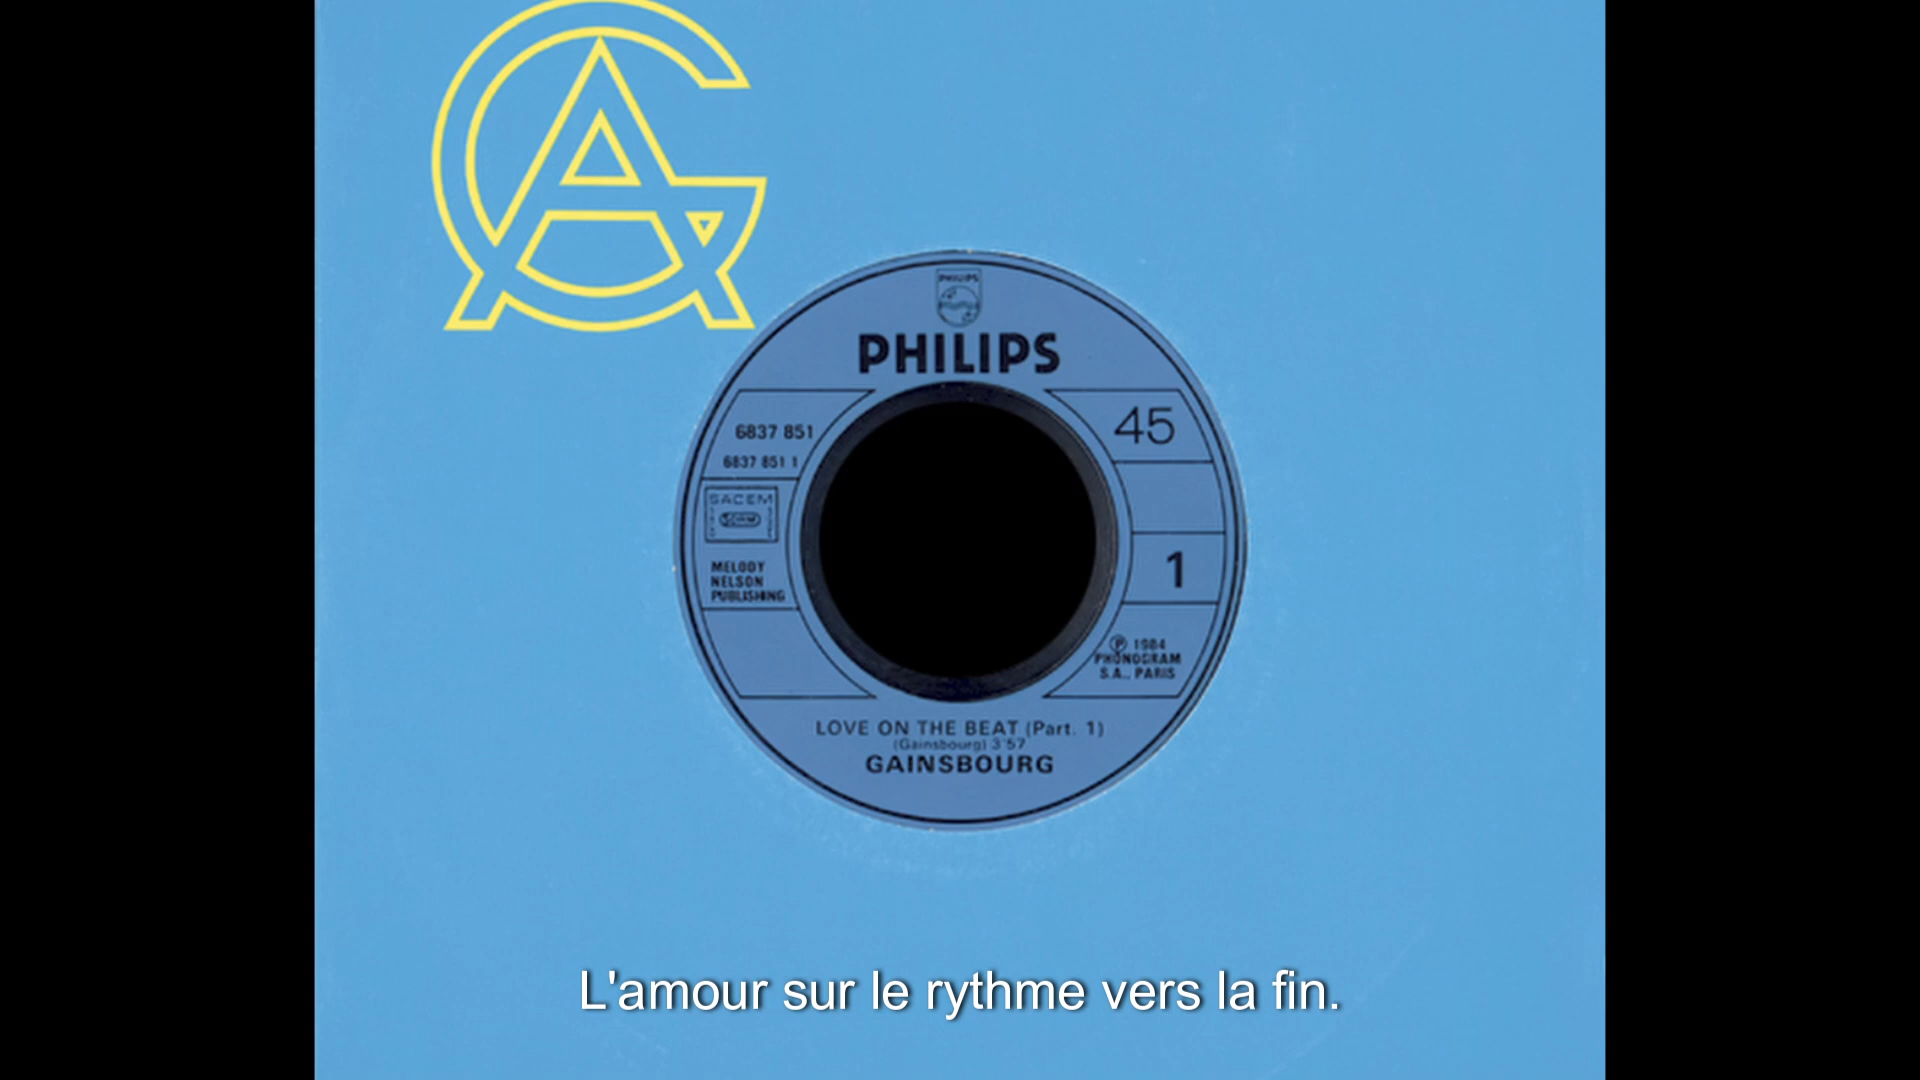 PHILIPS
PHILIPS
6837 851
6837 851 1
45
SACEM
MELODY
NELSON
PUBLISHING
1
Ⓟ 1984
PHONOGRAM
S.A., PARIS
LOVE ON THE BEAT (Part. 1)
(Gainsbourg) 3'57
GAINSBOURG
L'amour sur le rythme vers la fin.